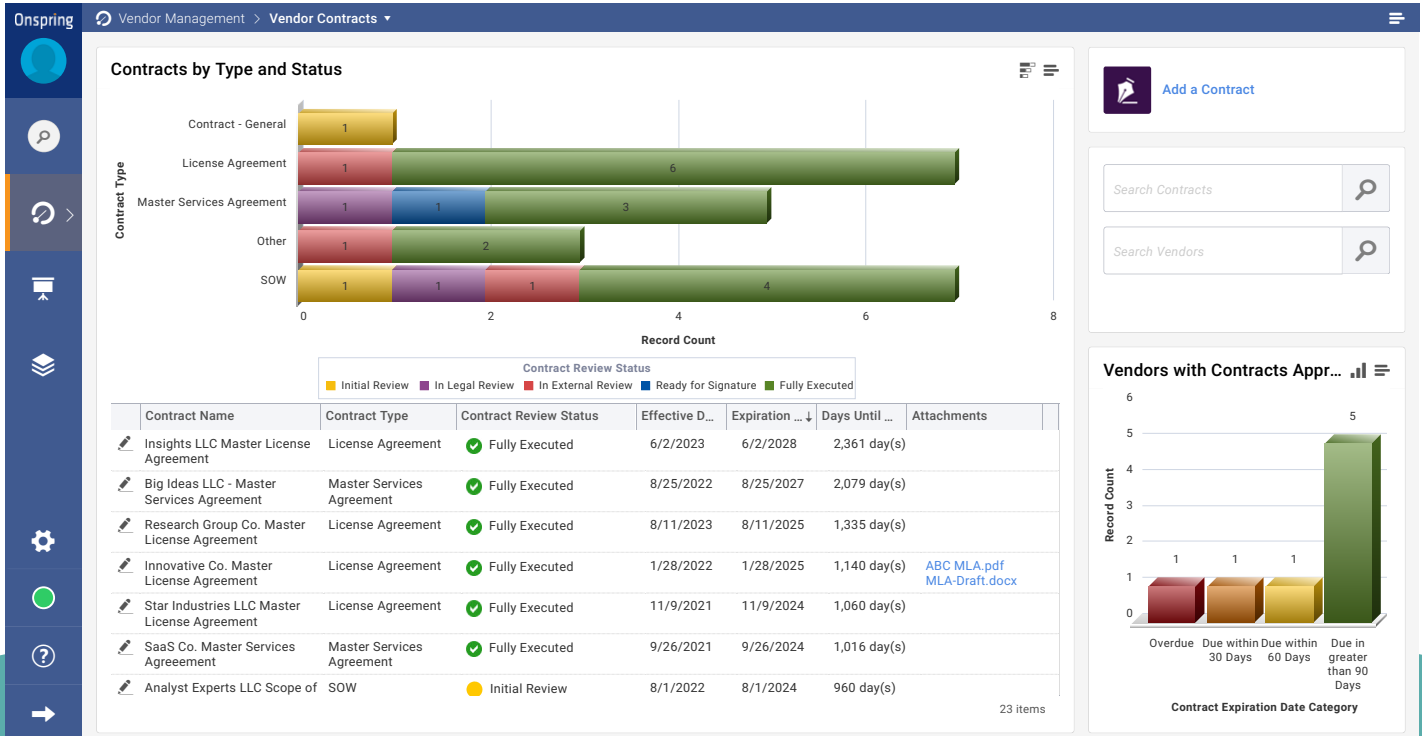 Onspring
Vendor Management > Vendor Contracts
Contracts by Type and Status
Contract Type
Contract - General
1
License Agreement
1 6
Master Services Agreement
1 1 3
Other
1 2
SOW
1 1 1 4
0 2 4 6 8
Record Count
Contract Review Status
Initial Review In Legal Review In External Review Ready for Signature Fully Executed
Contract Name Contract Type Contract Review Status Effective D... Expiration ... ↓ Days Until ... Attachments
Insights LLC Master License License Agreement Fully Executed 6/2/2023 6/2/2028 2,361 day(s)
Agreement
Big Ideas LLC - Master Master Services Fully Executed 8/25/2022 8/25/2027 2,079 day(s)
Services Agreement Agreement
Research Group Co. Master License Agreement Fully Executed 8/11/2023 8/11/2025 1,335 day(s)
License Agreement
Innovative Co. Master License Agreement Fully Executed 1/28/2022 1/28/2025 1,140 day(s) ABC MLA.pdf
License Agreement MLA-Draft.docx
Star Industries LLC Master License Agreement Fully Executed 11/9/2021 11/9/2024 1,060 day(s)
License Agreement
SaaS Co. Master Services Master Services Fully Executed 9/26/2021 9/26/2024 1,016 day(s)
Agreeement Agreement
Analyst Experts LLC Scope of SOW Initial Review 8/1/2022 8/1/2024 960 day(s)
23 items
Add a Contract
Search Contracts
Search Vendors
Vendors with Contracts Appr...
Record Count
6
5
4
3
2
1
0
1 1 1 5
Overdue Due within Due within Due in
30 Days 60 Days greater
than 90
Days
Contract Expiration Date Category